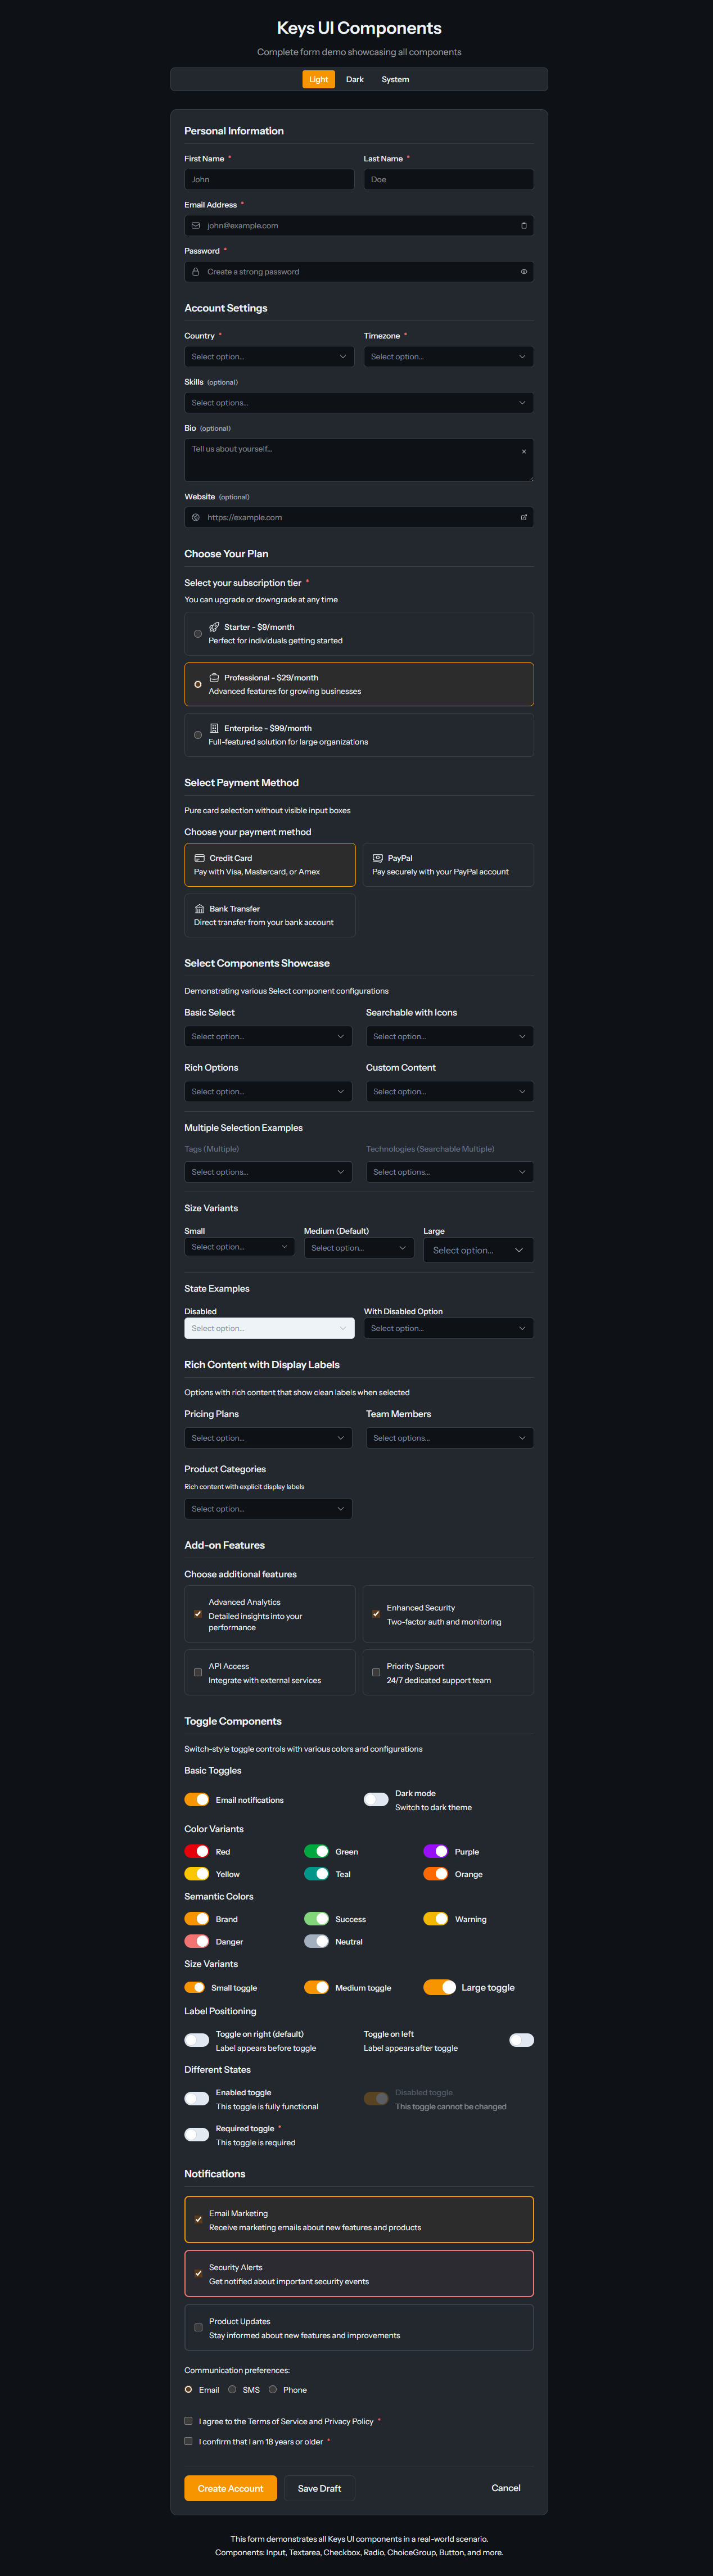 Keys UI Components
Complete form demo showcasing all components
Light Dark System
Personal Information
First Name * Last Name *
John Doe
Email Address *
john@example.com
Password *
Create a strong password
Account Settings
Country * Timezone *
Select option... Select option...
Skills (optional)
Select options...
Bio (optional)
Tell us about yourself...
Website (optional)
https://example.com
Choose Your Plan
Select your subscription tier *
You can upgrade or downgrade at any time
Starter - $9/month
Perfect for individuals getting started
Professional - $29/month
Advanced features for growing businesses
Enterprise - $99/month
Full-featured solution for large organizations
Select Payment Method
Pure card selection without visible input boxes
Choose your payment method
Credit Card
Pay with Visa, Mastercard, or Amex
PayPal
Pay securely with your PayPal account
Bank Transfer
Direct transfer from your bank account
Select Components Showcase
Demonstrating various Select component configurations
Basic Select Searchable with Icons
Select option... Select option...
Rich Options Custom Content
Select option... Select option...
Multiple Selection Examples
Tags (Multiple) Technologies (Searchable Multiple)
Select options... Select options...
Size Variants
Small Medium (Default) Large
Select option... Select option... Select option...
State Examples
Disabled With Disabled Option
Select option... Select option...
Rich Content with Display Labels
Options with rich content that show clean labels when selected
Pricing Plans Team Members
Select option... Select options...
Product Categories
Rich content with explicit display labels
Select option...
Add-on Features
Choose additional features
Advanced Analytics
Detailed insights into your
performance
Enhanced Security
Two-factor auth and monitoring
API Access
Integrate with external services
Priority Support
24/7 dedicated support team
Toggle Components
Switch-style toggle controls with various colors and configurations
Basic Toggles
Email notifications
Dark mode
Switch to dark theme
Color Variants
Red Green Purple
Yellow Teal Orange
Semantic Colors
Brand Success Warning
Danger Neutral
Size Variants
Small toggle Medium toggle Large toggle
Label Positioning
Toggle on right (default)
Label appears before toggle
Toggle on left
Label appears after toggle
Different States
Enabled toggle
This toggle is fully functional
Disabled toggle
This toggle cannot be changed
Required toggle *
This toggle is required
Notifications
Email Marketing
Receive marketing emails about new features and products
Security Alerts
Get notified about important security events
Product Updates
Stay informed about new features and improvements
Communication preferences:
Email SMS Phone
I agree to the Terms of Service and Privacy Policy *
I confirm that I am 18 years or older *
Create Account Save Draft Cancel
This form demonstrates all Keys UI components in a real-world scenario.
Components: Input, Textarea, Checkbox, Radio, ChoiceGroup, Button, and more.